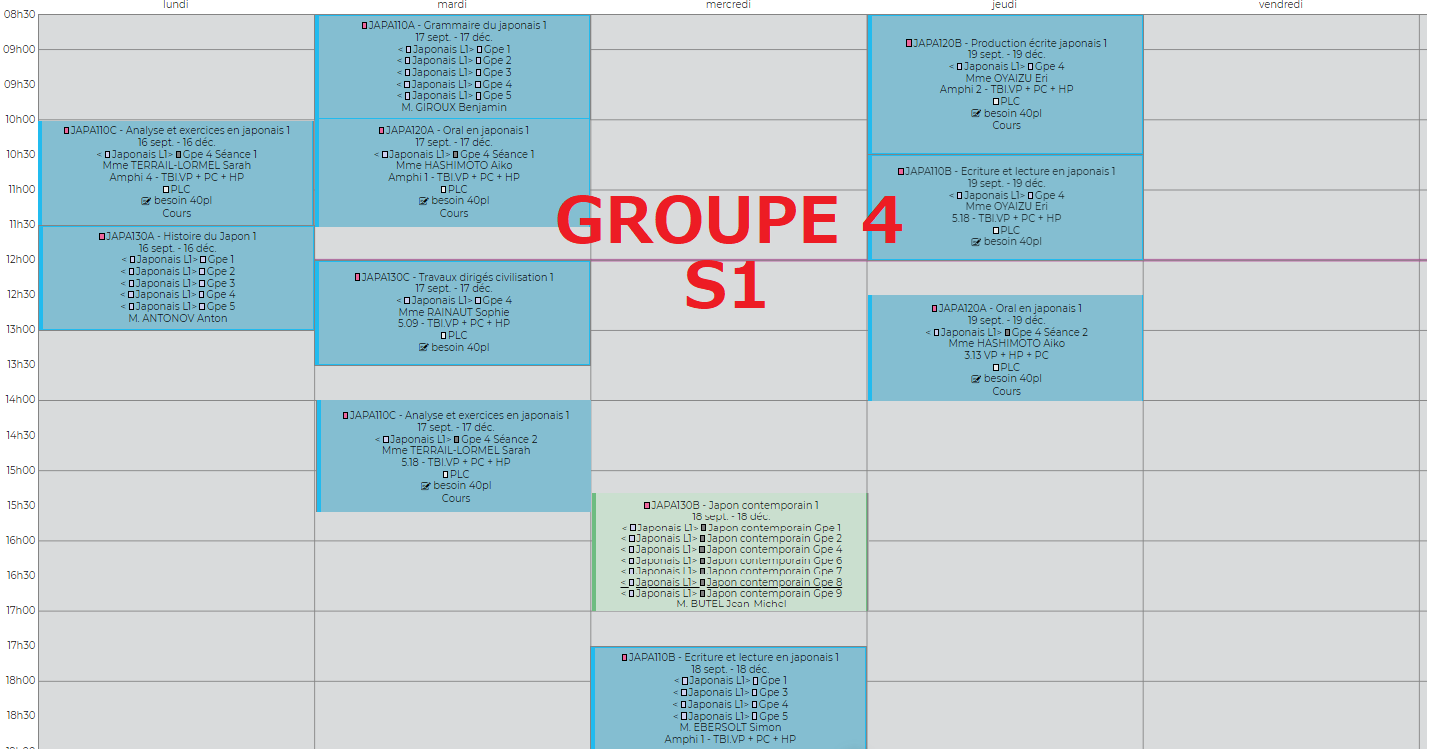 lundi
mardi
mercredi
jeudi
vendredi
08h30
09h00
09h30
10h00
10h30
11h00
11h30
12h00
12h30
13h00
13h30
14h00
14h30
15h00
15h30
16h00
16h30
17h00
17h30
18h00
18h30
JAPA110C - Analyse et exercices en japonais 1
16 sept. - 16 déc.
< Japonais L1> Gpe 4 Séance 1
Mme TERRAIL-LORMEL Sarah
Amphi 4 - TBI.VP + PC + HP
PLC
besoin 40pl
Cours
JAPA130A - Histoire du Japon 1
16 sept. - 16 déc.
< Japonais L1> Gpe 1
< Japonais L1> Gpe 2
< Japonais L1> Gpe 3
< Japonais L1> Gpe 4
< Japonais L1> Gpe 5
M. ANTONOV Anton
JAPA110A - Grammaire du japonais 1
17 sept. - 17 déc.
< Japonais L1> Gpe 1
< Japonais L1> Gpe 2
< Japonais L1> Gpe 3
< Japonais L1> Gpe 4
< Japonais L1> Gpe 5
M. GIROUX Benjamin
JAPA120A - Oral en japonais 1
17 sept. - 17 déc.
< Japonais L1> Gpe 4 Séance 1
Mme HASHIMOTO Aiko
Amphi 1 - TBI.VP + PC + HP
PLC
besoin 40pl
Cours
JAPA130C - Travaux dirigés civilisation 1
17 sept. - 17 déc.
< Japonais L1> Gpe 4
Mme RAINAUT Sophie
5.09 - TBI.VP + PC + HP
PLC
besoin 40pl
JAPA110C - Analyse et exercices en japonais 1
17 sept. - 17 déc.
< Japonais L1> Gpe 4 Séance 2
Mme TERRAIL-LORMEL Sarah
5.18 - TBI.VP + PC + HP
PLC
besoin 40pl
Cours
GROUPE 4
S1
JAPA130B - Japon contemporain 1
18 sept. - 18 déc.
< Japonais L1> Japon contemporain Gpe 1
< Japonais L1> Japon contemporain Gpe 2
< Japonais L1> Japon contemporain Gpe 4
< Japonais L1> Japon contemporain Gpe 6
< Japonais L1> Japon contemporain Gpe 7
< Japonais L1> Japon contemporain Gpe 8
< Japonais L1> Japon contemporain Gpe 9
M. BUTEL Jean-Michel
JAPA110B - Ecriture et lecture en japonais 1
18 sept. - 18 déc.
< Japonais L1> Gpe 1
< Japonais L1> Gpe 3
< Japonais L1> Gpe 4
< Japonais L1> Gpe 5
M. EBERSOLT Simon
Amphi 1 - TBI.VP + PC + HP
JAPA120B - Production écrite japonais 1
19 sept. - 19 déc.
< Japonais L1> Gpe 4
Mme OYAIZU Eri
Amphi 2 - TBI.VP + PC + HP
PLC
besoin 40pl
Cours
JAPA110B - Ecriture et lecture en japonais 1
19 sept. - 19 déc.
< Japonais L1> Gpe 4
Mme OYAIZU Eri
5.18 - TBI.VP + PC + HP
PLC
besoin 40pl
JAPA120A - Oral en japonais 1
19 sept. - 19 déc.
< Japonais L1> Gpe 4 Séance 2
Mme HASHIMOTO Aiko
3.13 VP + HP + PC
PLC
besoin 40pl
Cours